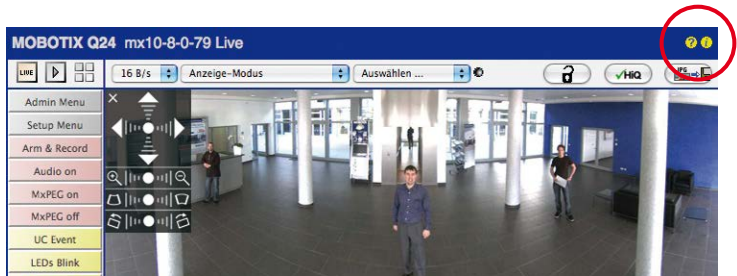 MOBOTIX Q24 mx10-8-0-79 Live
? i
LIVE 16 B/s Anzeige-Modus Auswählen ... HiQ JPG
Admin Menu
Setup Menu
Arm & Record
Audio on
MxPEG on
MxPEG off
UC Event
LEDs Blink